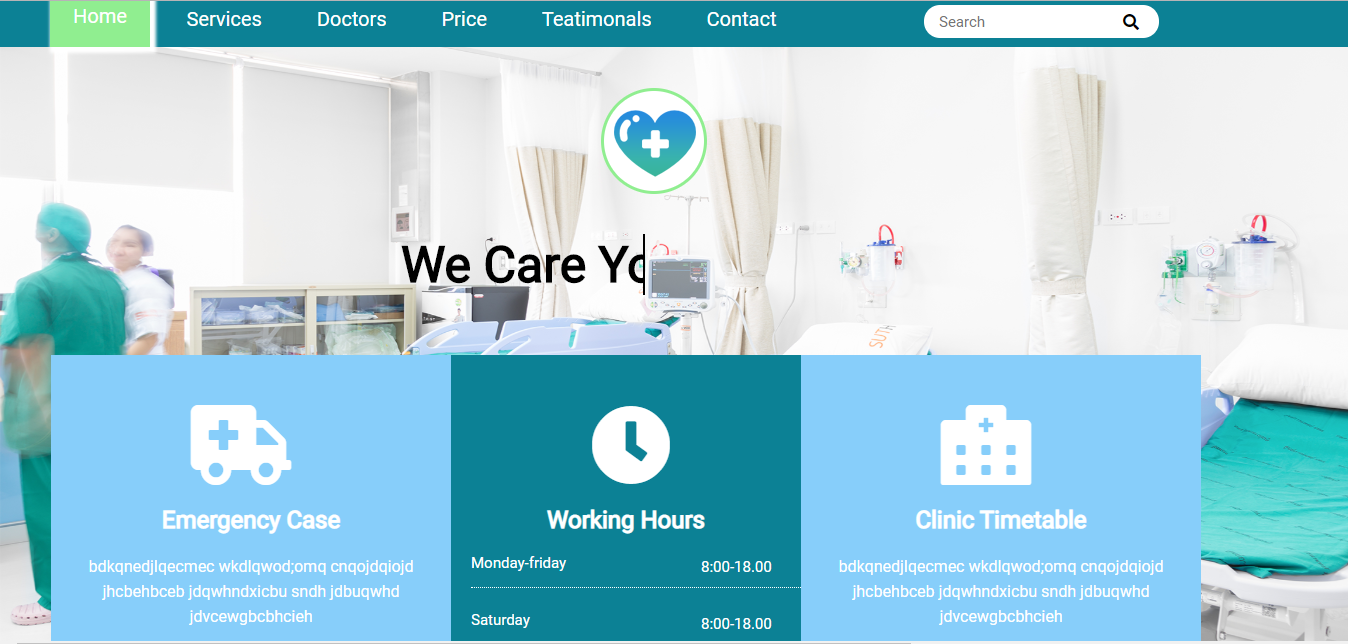 Home Services Doctors Price Teatimonals Contact Search
We Care Yo
SUTH
Emergency Case
bdkqnedjlqecmec wkdlqwod;omq cnqojdqiojd
jhcbehbceb jdqwhndxicbu sndh jdbuqwhd
jdvcewgbcbhcieh
Working Hours
Monday-friday 8:00-18.00
Saturday 8:00-18.00
Clinic Timetable
bdkqnedjlqecmec wkdlqwod;omq cnqojdqiojd
jhcbehbceb jdqwhndxicbu sndh jdbuqwhd
jdvcewgbcbhcieh